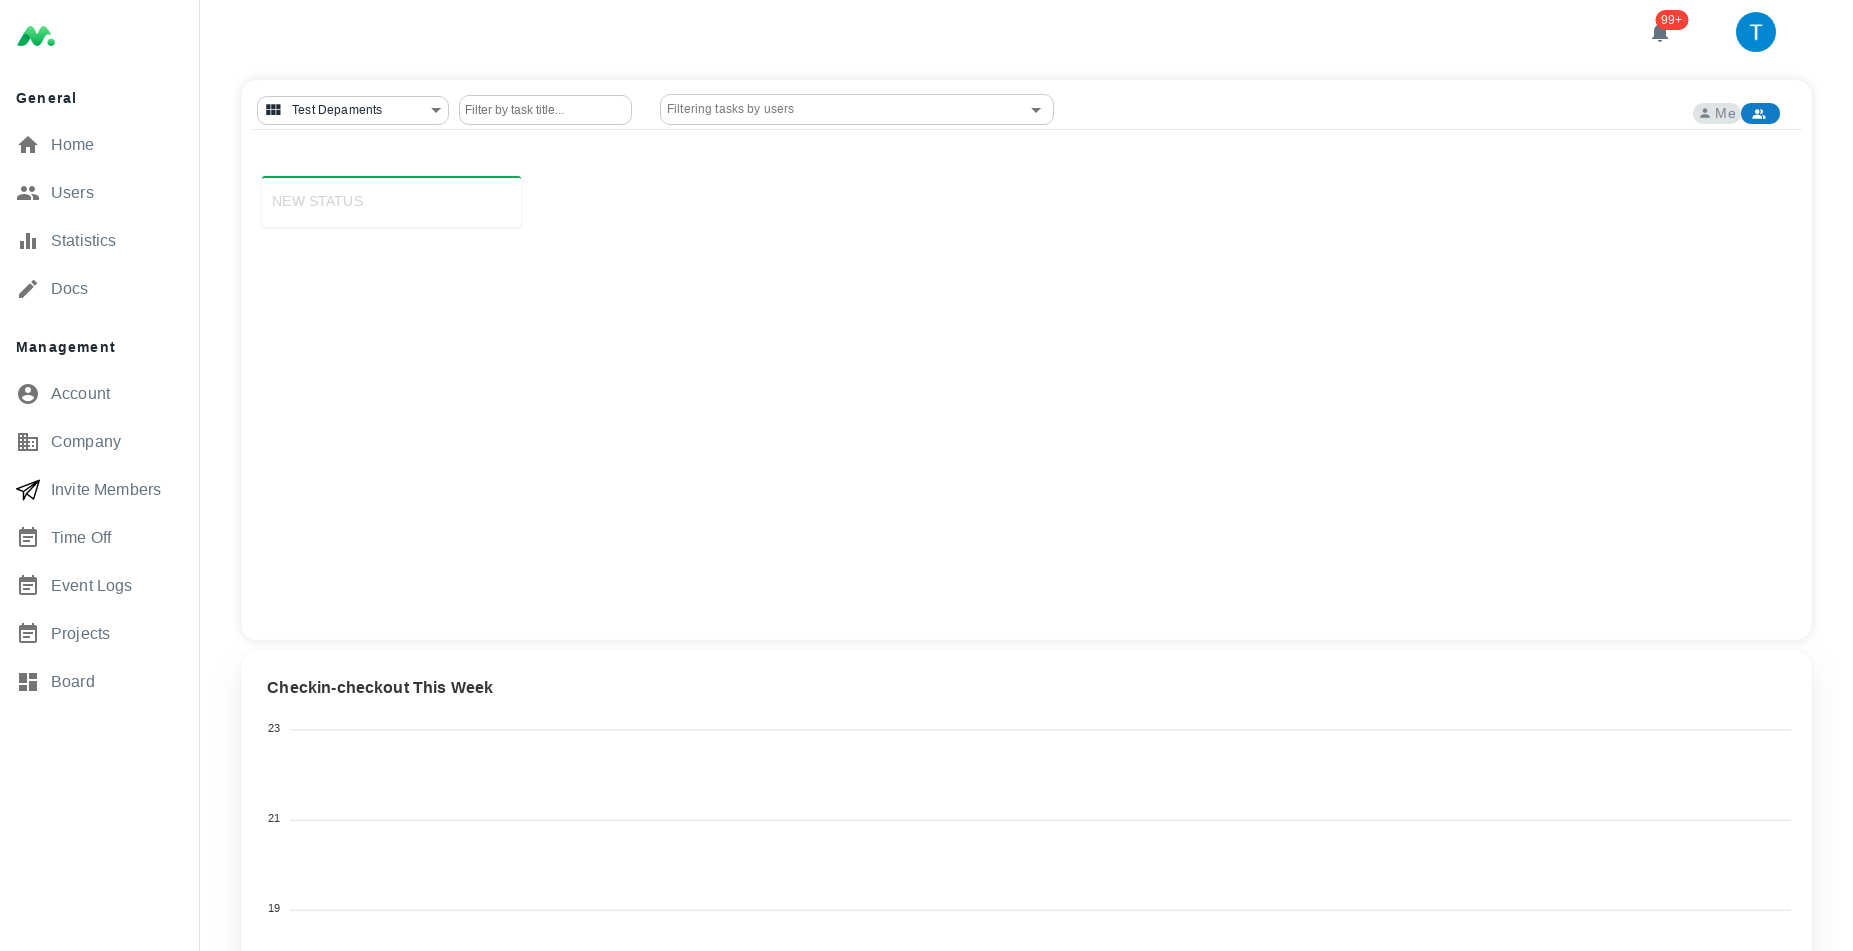 99+
T
General
Home
Users
Statistics
Docs
Management
Account
Company
Invite Members
Time Off
Event Logs
Projects
Board
Test Depaments
Filter by task title...
Filtering tasks by users
Me
NEW STATUS
Checkin-checkout This Week
23
21
19